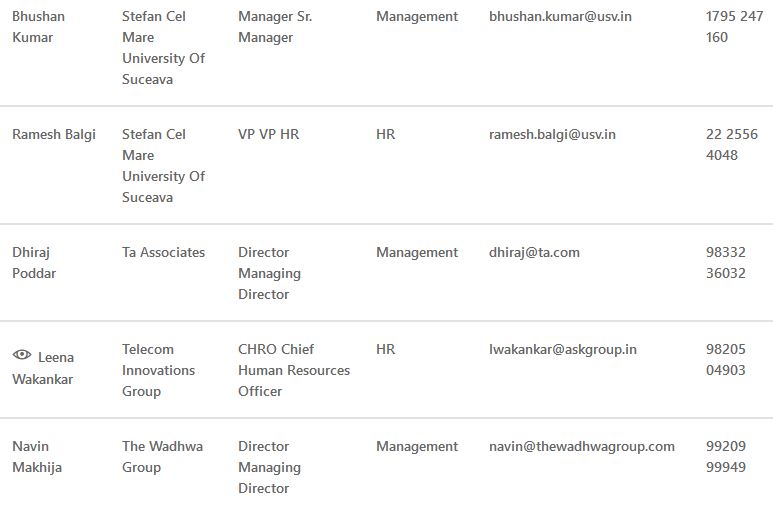 Bhushan Kumar Stefan Cel Mare University Of Suceava Manager Sr. Manager Management bhushan.kumar@usv.in 1795 247 160
Ramesh Balgi Stefan Cel Mare University Of Suceava VP VP HR HR ramesh.balgi@usv.in 22 2556 4048
Dhiraj Poddar Ta Associates Director Managing Director Management dhiraj@ta.com 98332 36032
Leena Wakankar Telecom Innovations Group CHRO Chief Human Resources Officer HR lwakankar@askgroup.in 98205 04903
Navin Makhija The Wadhwa Group Director Managing Director Management navin@thewadhwagroup.com 99209 99949